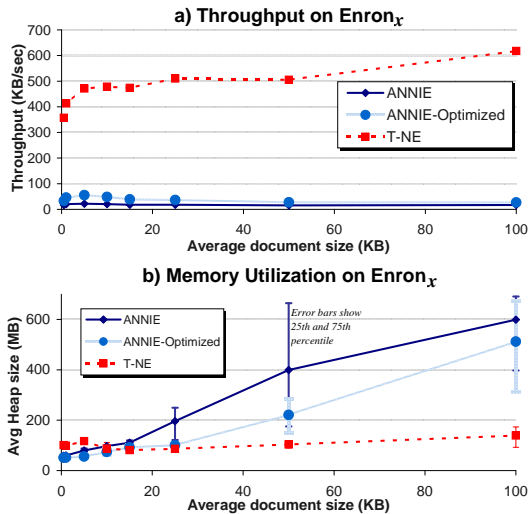 a) Throughput on Enronx
700
600
500
400
300
200
100
0
Throughput (KB/sec)
ANNIE
ANNIE-Optimized
T-NE
0 20 40 60 80 100
Average document size (KB)
b) Memory Utilization on Enronx
600
400
200
0
Avg Heap size (MB)
ANNIE
ANNIE-Optimized
T-NE
Error bars show
25th and 75th
percentile
0 20 40 60 80 100
Average document size (KB)